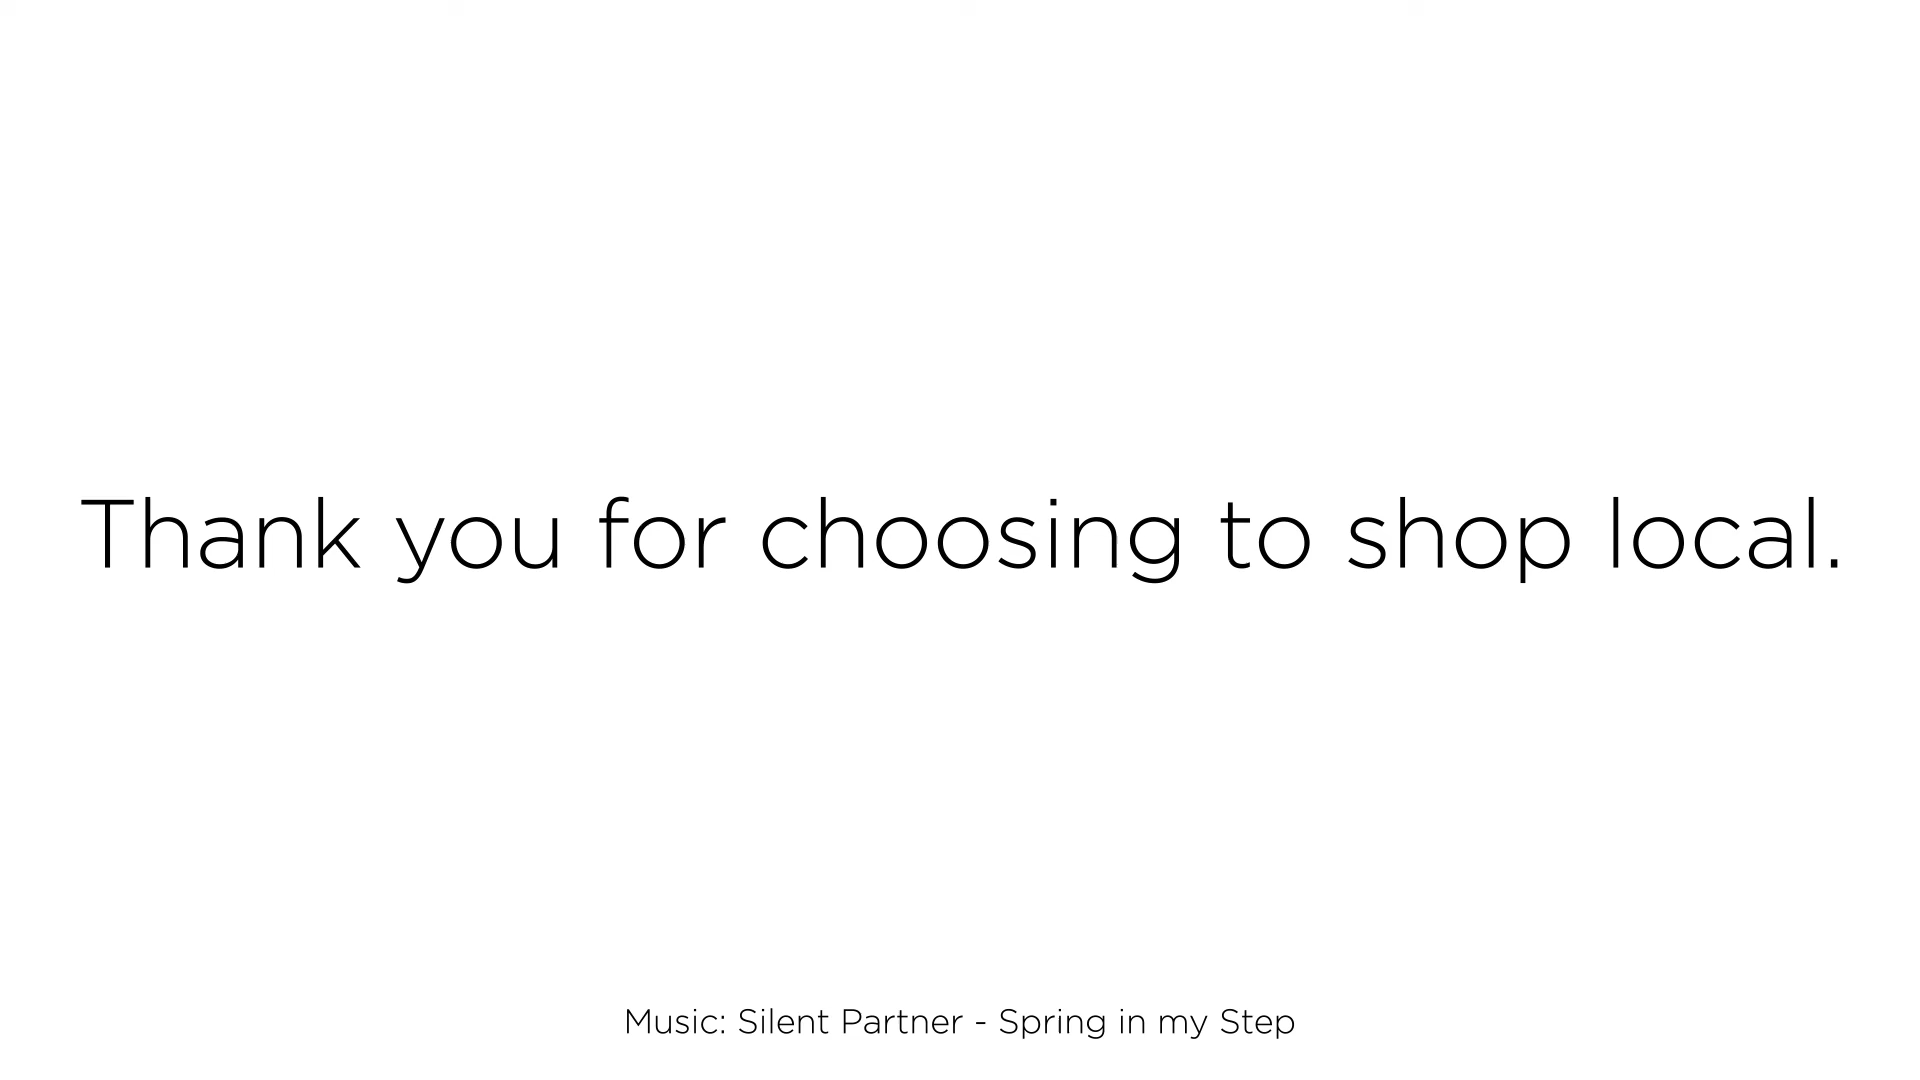 Thank you for choosing to shop local.
Music: Silent Partner - Spring in my Step